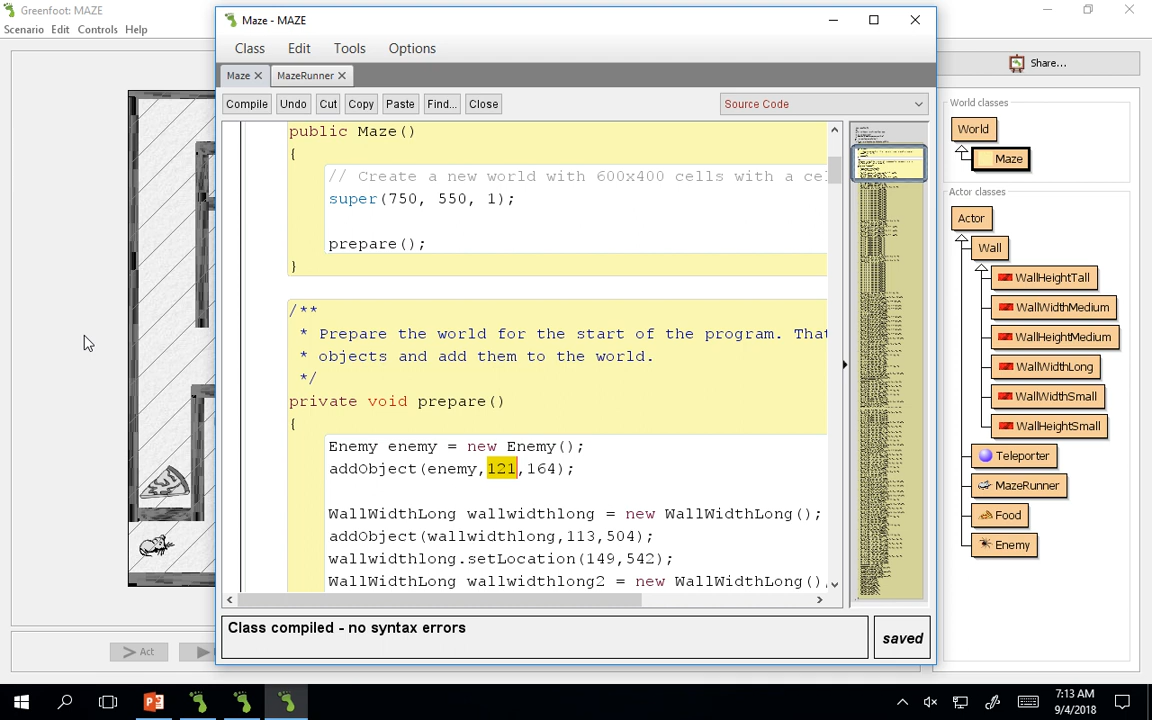 Greenfoot: MAZE
Scenario Edit Controls Help
Maze - MAZE
Class Edit Tools Options
Maze MazeRunner
Compile Undo Cut Copy Paste Find... Close Source Code
public Maze()
{
// Create a new world with 600x400 cells with a cel
super(750, 550, 1);
prepare();
}
/**
* Prepare the world for the start of the program. That
* objects and add them to the world.
*/
private void prepare()
{
Enemy enemy = new Enemy();
addObject(enemy,121,164);
WallWidthLong wallwidthlong = new WallWidthLong();
addObject(wallwidthlong,113,504);
wallwidthlong.setLocation(149,542);
WallWidthLong wallwidthlong2 = new WallWidthLong()
Class compiled - no syntax errors
saved
Share...
World classes
World
Maze
Actor classes
Actor
Wall
WallHeightTall
WallWidthMedium
WallHeightMedium
WallWidthLong
WallWidthSmall
WallHeightSmall
Teleporter
MazeRunner
Food
Enemy
Act
7:13 AM
9/4/2018